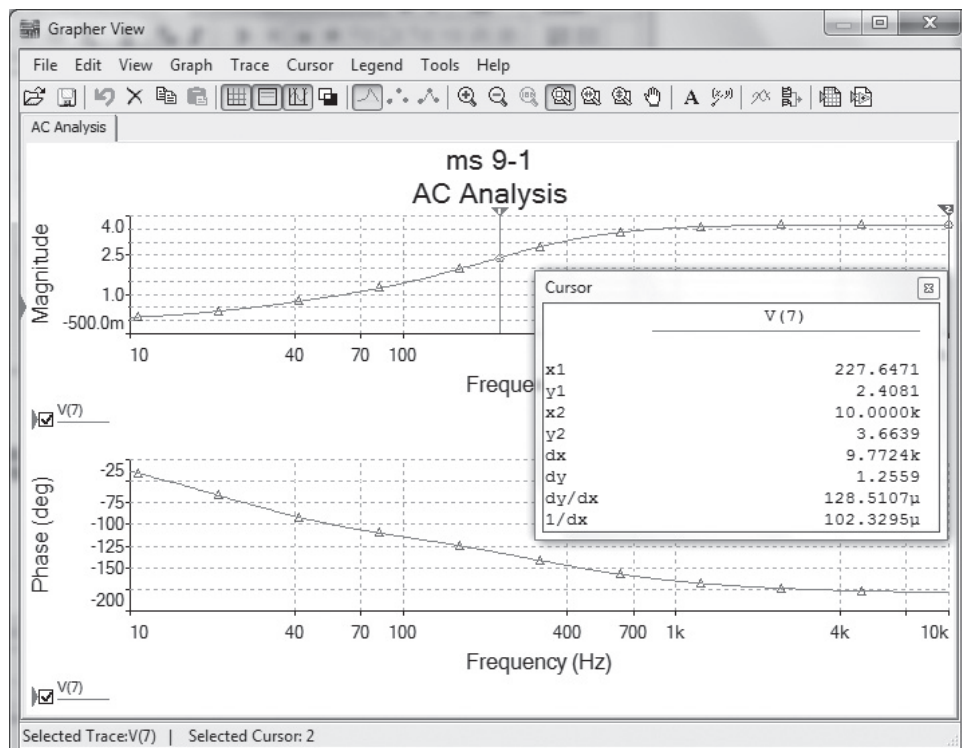 Grapher View
File Edit View Graph Trace Cursor Legend Tools Help
AC Analysis
ms 9-1
AC Analysis
Magnitude
4.0
2.5
1.0
-500.0m
10 40 70 100
Freque
V(7)
Cursor
V(7)
x1 227.6471
y1 2.4081
x2 10.0000k
y2 3.6639
dx 9.7724k
dy 1.2559
dy/dx 128.5107µ
1/dx 102.3295µ
Phase (deg)
-25
-75
-100
-125
-150
-200
10 40 70 100 400 700 1k 4k 10k
Frequency (Hz)
V(7)
Selected Trace:V(7) | Selected Cursor: 2